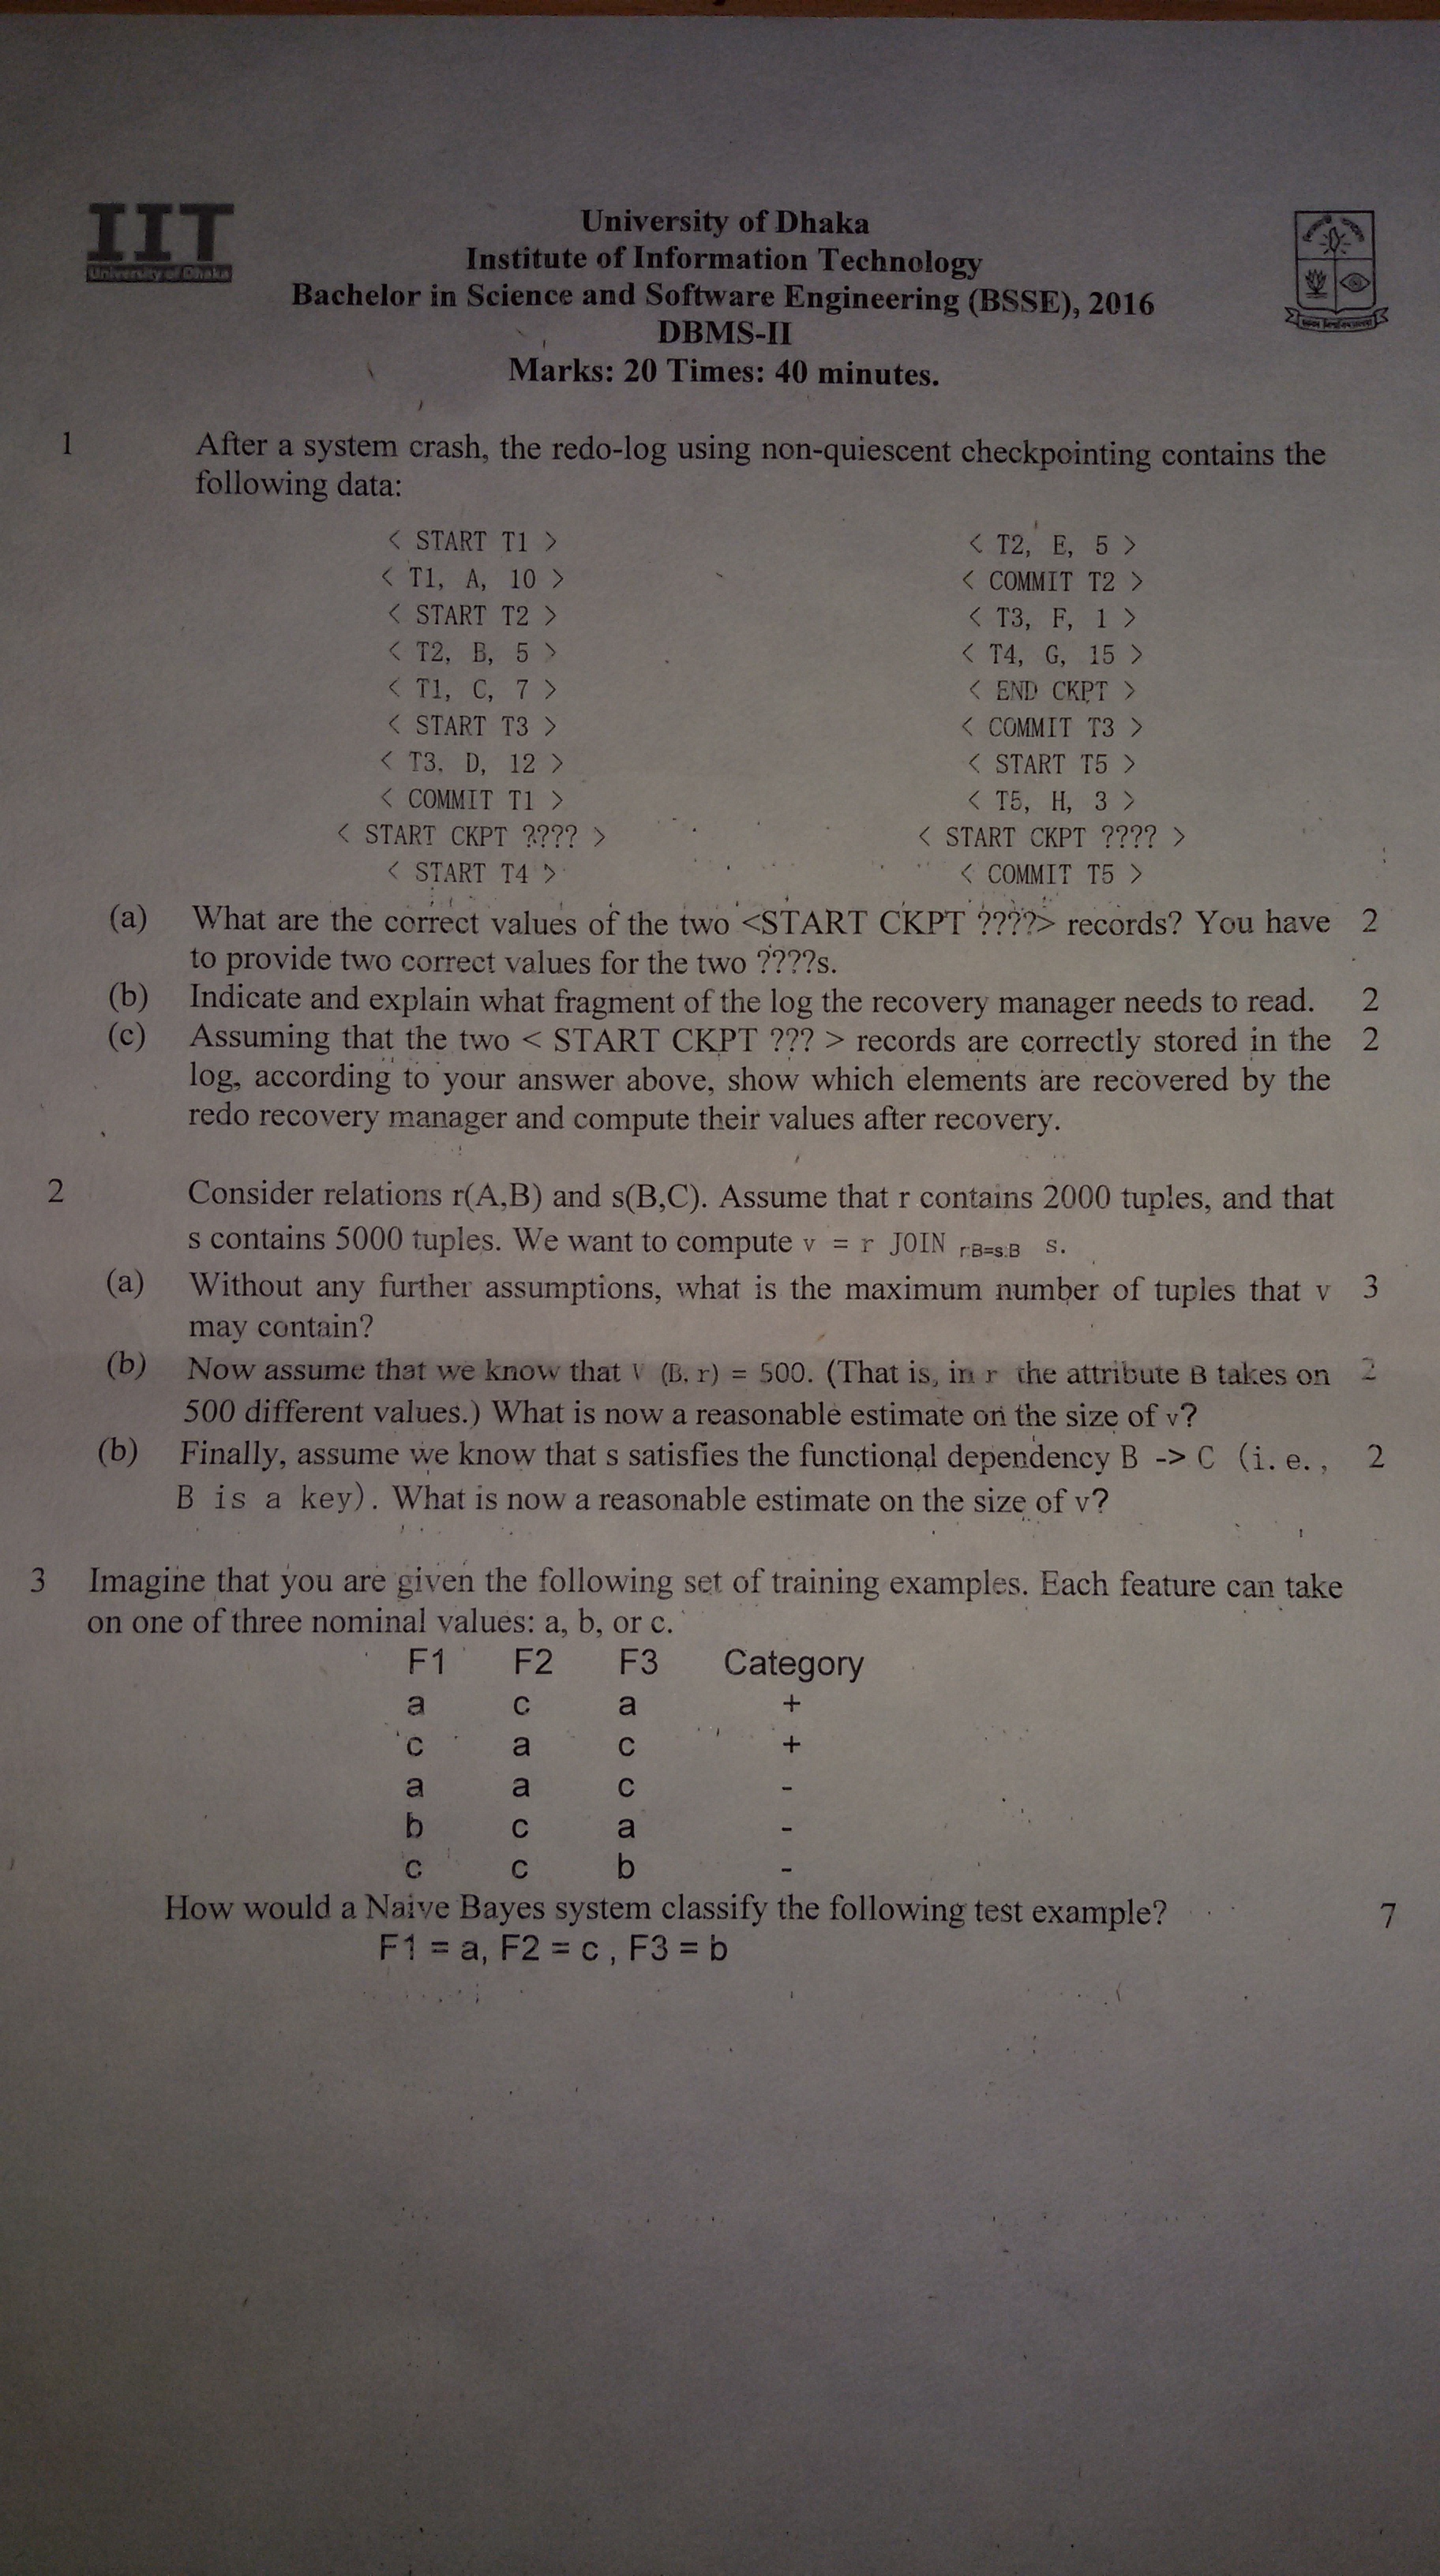 IIT
University of Dhaka
University of Dhaka
Institute of Information Technology
Bachelor in Science and Software Engineering (BSSE), 2016
DBMS-II
Marks: 20 Times: 40 minutes.
1 After a system crash, the redo-log using non-quiescent checkpointing contains the
following data:
< START T1 >
< T1, A, 10 >
< START T2 >
< T2, B, 5 >
< T1, C, 7 >
< START T3 >
< T3, D, 12 >
< COMMIT T1 >
< START CKPT ???? >
< START T4 >
< T2, E, 5 >
< COMMIT T2 >
< T3, F, 1 >
< T4, G, 15 >
< END CKPT >
< COMMIT T3 >
< START T5 >
< T5, H, 3 >
< START CKPT ???? >
< COMMIT T5 >
(a) What are the correct values of the two <START CKPT ????> records? You have 2
to provide two correct values for the two ????s.
(b) Indicate and explain what fragment of the log the recovery manager needs to read. 2
(c) Assuming that the two < START CKPT ??? > records are correctly stored in the 2
log, according to your answer above, show which elements are recovered by the
redo recovery manager and compute their values after recovery.
2 Consider relations r(A,B) and s(B,C). Assume that r contains 2000 tuples, and that
s contains 5000 tuples. We want to compute v = r JOIN r.B=s.B s.
(a) Without any further assumptions, what is the maximum number of tuples that v 3
may contain?
(b) Now assume that we know that V (B, r) = 500. (That is, in r the attribute B takes on 2
500 different values.) What is now a reasonable estimate on the size of v?
(b) Finally, assume we know that s satisfies the functional dependency B -> C (i.e., 2
B is a key). What is now a reasonable estimate on the size of v?
3 Imagine that you are given the following set of training examples. Each feature can take
on one of three nominal values: a, b, or c.
F1 F2 F3 Category
a c a +
c a c +
a a c -
b c a -
c c b -
How would a Naive Bayes system classify the following test example? 7
F1 = a, F2 = c , F3 = b